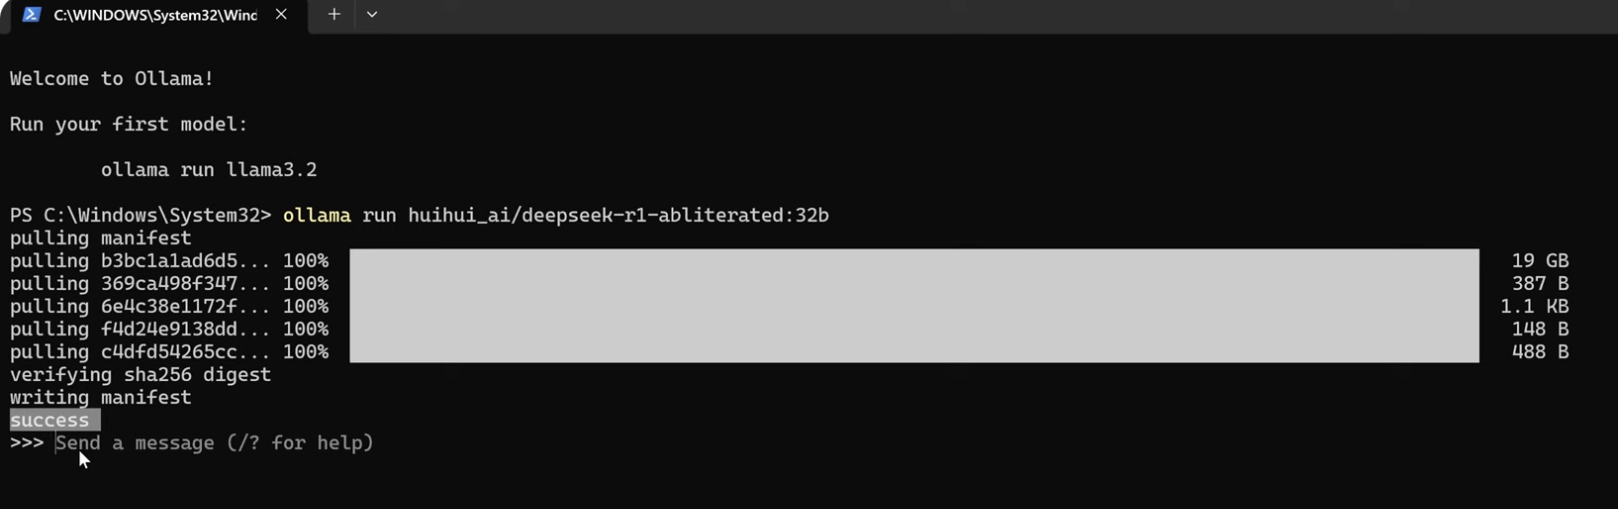 C:\WINDOWS\System32\Wind
Welcome to Ollama!
Run your first model:
ollama run llama3.2
PS C:\Windows\System32> ollama run huihui_ai/deepseek-r1-abliterated:32b
pulling manifest
pulling b3bc1a1ad6d5... 100% 19 GB
pulling 369ca498f347... 100% 387 B
pulling 6e4c38e1172f... 100% 1.1 KB
pulling f4d24e9138dd... 100% 148 B
pulling c4dfd54265cc... 100% 488 B
verifying sha256 digest
writing manifest
success
>>> Send a message (/? for help)